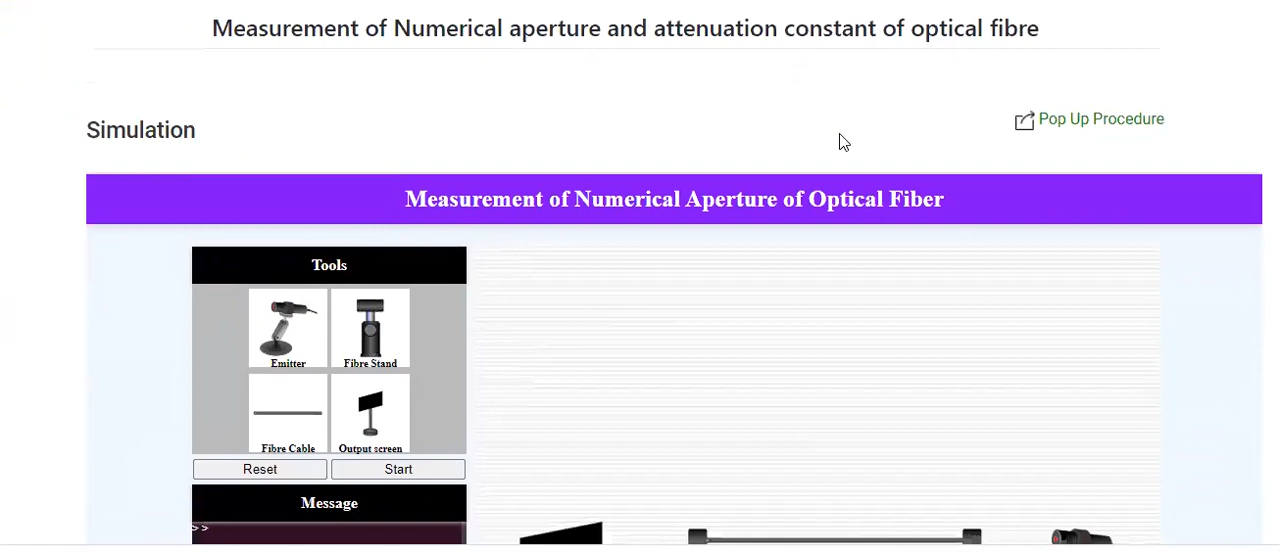 Measurement of Numerical aperture and attenuation constant of optical fibre
Simulation
Pop Up Procedure
Measurement of Numerical Aperture of Optical Fiber
Tools
Emitter
Fibre Stand
Fibre Cable
Output screen
Reset
Start
Message
>>